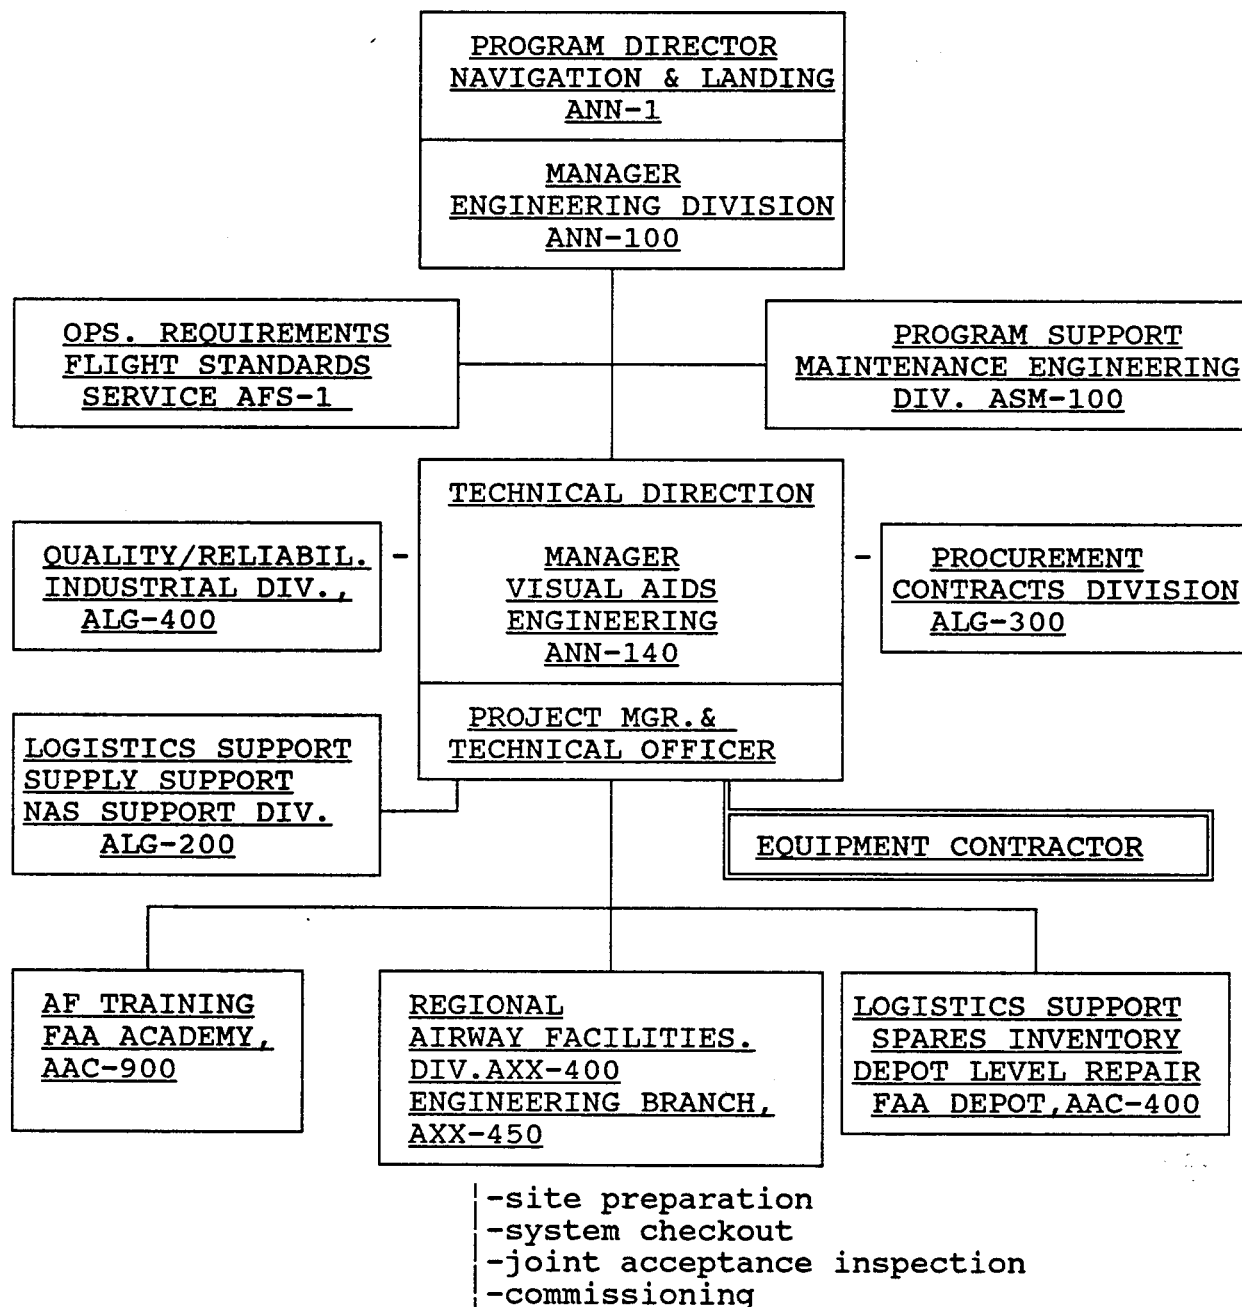 PROGRAM DIRECTOR
NAVIGATION & LANDING
ANN-1
MANAGER
ENGINEERING DIVISION
ANN-100
OPS. REQUIREMENTS
FLIGHT STANDARDS
SERVICE AFS-1
PROGRAM SUPPORT
MAINTENANCE ENGINEERING
DIV. ASM-100
TECHNICAL DIRECTION
MANAGER
VISUAL AIDS
ENGINEERING
ANN-140
QUALITY/RELIABIL.
INDUSTRIAL DIV.,
ALG-400
PROCUREMENT
CONTRACTS DIVISION
ALG-300
PROJECT MGR.&
TECHNICAL OFFICER
LOGISTICS SUPPORT
SUPPLY SUPPORT
NAS SUPPORT DIV.
ALG-200
EQUIPMENT CONTRACTOR
AF TRAINING
FAA ACADEMY,
AAC-900
REGIONAL
AIRWAY FACILITIES.
DIV.AXX-400
ENGINEERING BRANCH,
AXX-450
LOGISTICS SUPPORT
SPARES INVENTORY
DEPOT LEVEL REPAIR
FAA DEPOT,AAC-400
-site preparation
-system checkout
-joint acceptance inspection
-commissioning